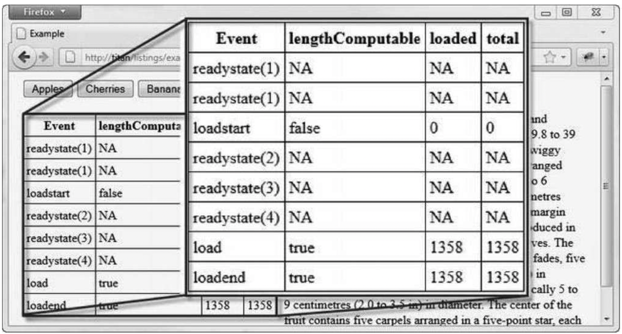 Firefox
Example
http://titan/listings/exa
Apples Cherries Banana
Event lengthComputable loaded total
readystate(1) NA NA NA
readystate(1) NA NA NA
loadstart false 0 0
readystate(2) NA NA NA
readystate(3) NA NA NA
readystate(4) NA NA NA
load true 1358 1358
loadend true 1358 1358
Event lengthComputa
readystate(1) NA
readystate(1) NA
loadstart false
readystate(2) NA
readystate(3) NA
readystate(4) NA
load true
loadend true 1358 1358
and
9.8 to 39
wiggy
anged
o 6
metres
margin
duced in
ves. The
fades, five
in
cally 5 to
9 centimetres (2.0 to 3.5 in) in diameter. The center of the
fruit contains five carpels arranged in a five-point star, each